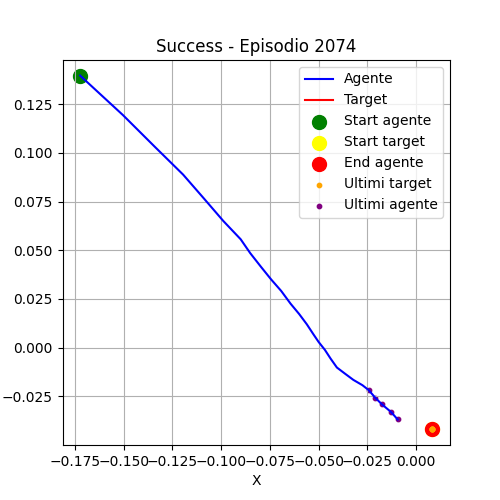 Success - Episodio 2074
Agente
Target
Start agente
Start target
End agente
Ultimi target
Ultimi agente
0.125
0.100
0.075
0.050
0.025
0.000
−0.025
−0.175 −0.150 −0.125 −0.100 −0.075 −0.050 −0.025 0.000
X